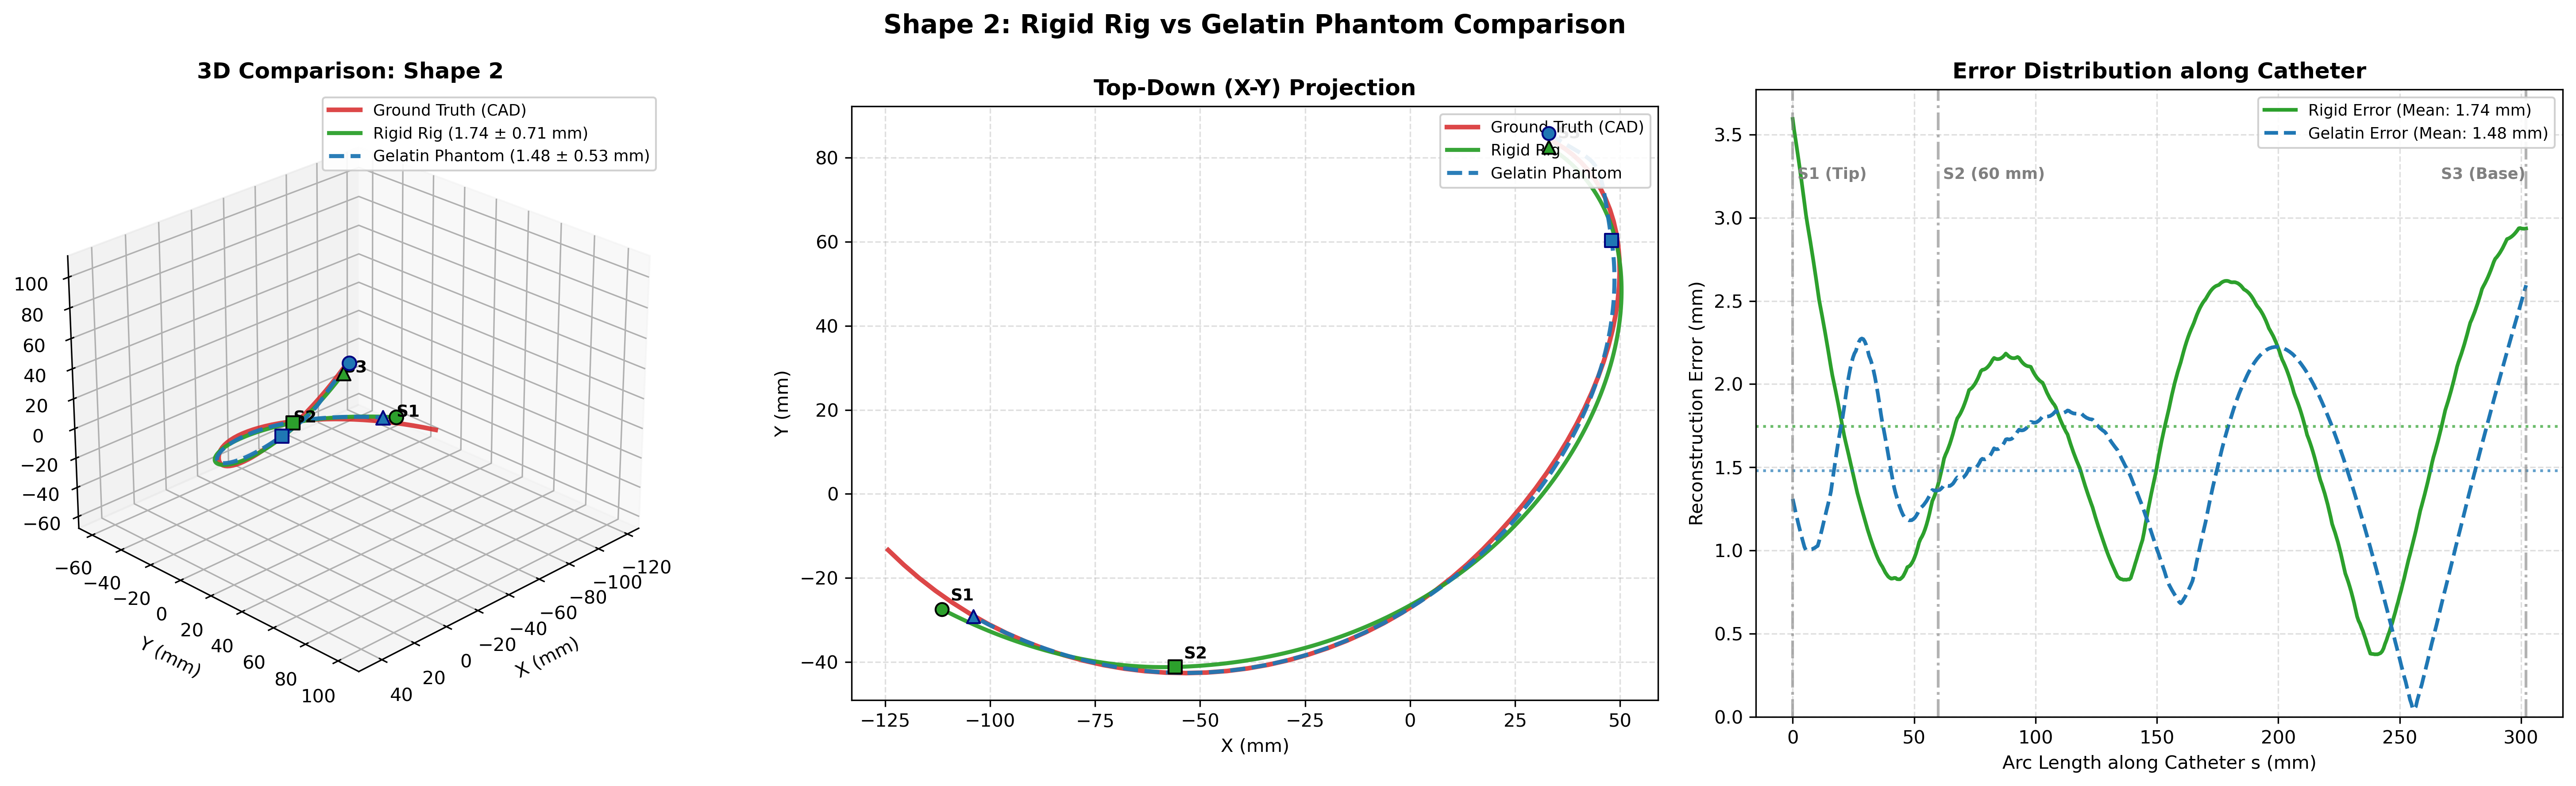 Shape 2: Rigid Rig vs Gelatin Phantom Comparison
3D Comparison: Shape 2
Ground Truth (CAD)
Rigid Rig (1.74 ± 0.71 mm)
Gelatin Phantom (1.48 ± 0.53 mm)
100
80
60
40
20
0
−20
−40
−60
S2
S1
−60
−40
−20
0
20
40
60
80
100
Y (mm)
40
20
0
−20
−40
−60
−80
−100
−120
X (mm)
Top-Down (X-Y) Projection
Ground Truth (CAD)
Rigid Rig
Gelatin Phantom
80
60
40
20
0
−20
−40
Y (mm)
S1
S2
−125
−100
−75
−50
−25
0
25
50
X (mm)
Error Distribution along Catheter
Rigid Error (Mean: 1.74 mm)
Gelatin Error (Mean: 1.48 mm)
S1 (Tip)
S2 (60 mm)
S3 (Base)
3.5
3.0
2.5
2.0
1.5
1.0
0.5
0.0
Reconstruction Error (mm)
0
50
100
150
200
250
300
Arc Length along Catheter s (mm)